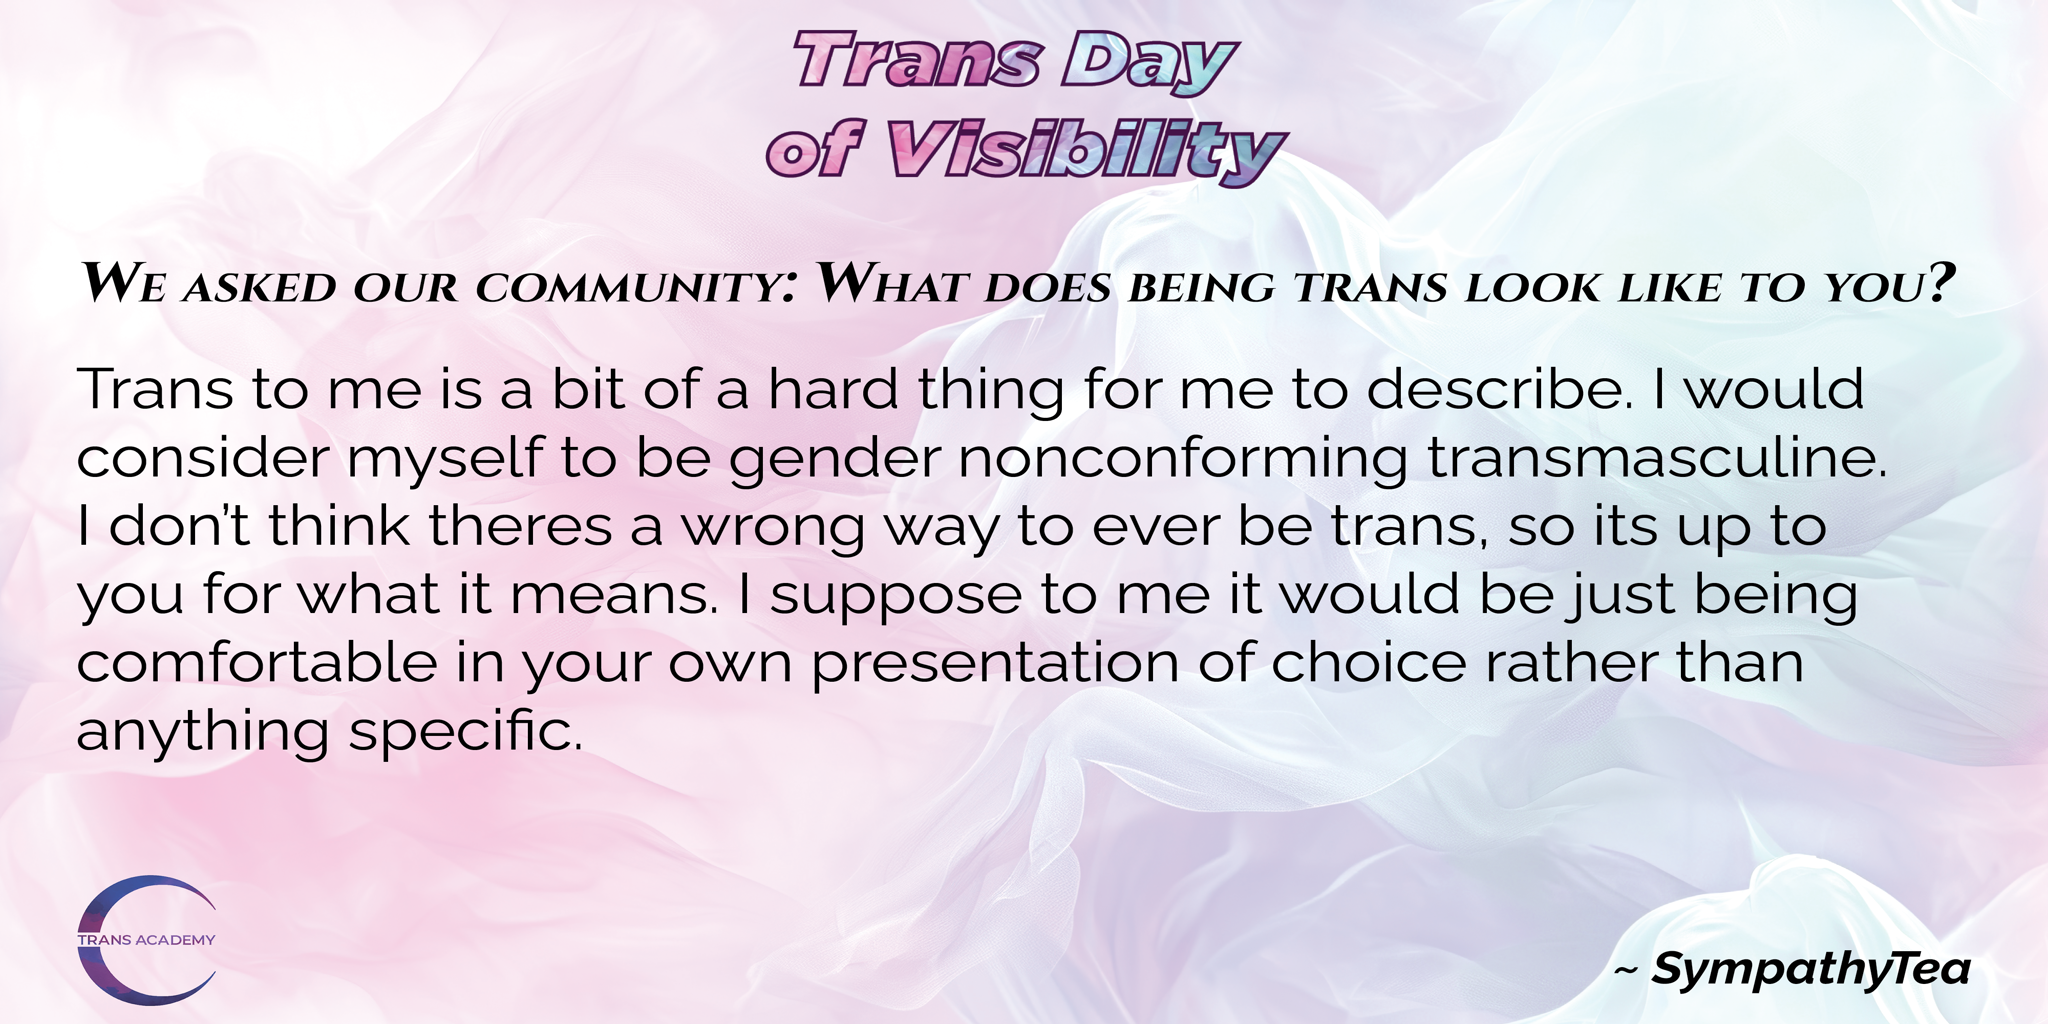 Trans Day
of Visibility
We asked our community: What does being trans look like to you?
Trans to me is a bit of a hard thing for me to describe. I would
consider myself to be gender nonconforming transmasculine.
I don’t think theres a wrong way to ever be trans, so its up to
you for what it means. I suppose to me it would be just being
comfortable in your own presentation of choice rather than
anything specific.
TRANS ACADEMY
~ SympathyTea